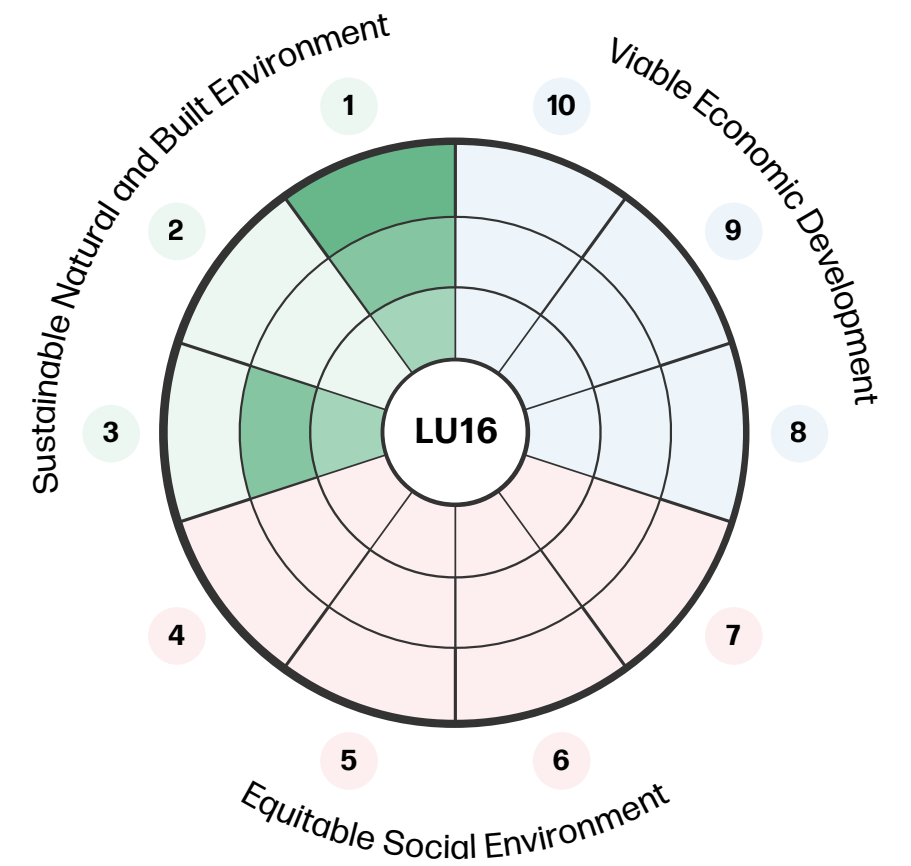 Sustainable Natural and Built Environment
Viable Economic Development
1
10
2
9
3
LU16
8
4
7
5
6
Equitable Social Environment